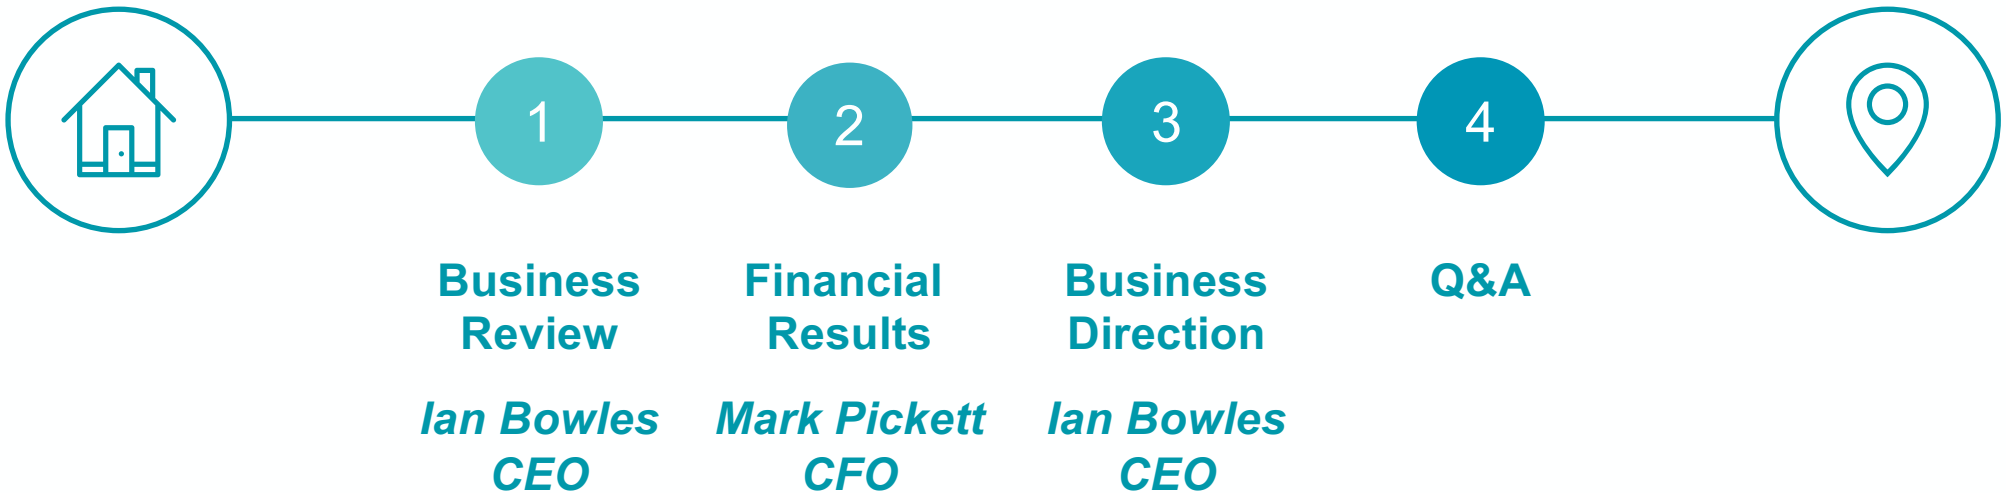 1
2
3
4
Business
Review
Ian Bowles
CEO
Financial
Results
Mark Pickett
CFO
Business
Direction
Ian Bowles
CEO
Q&A